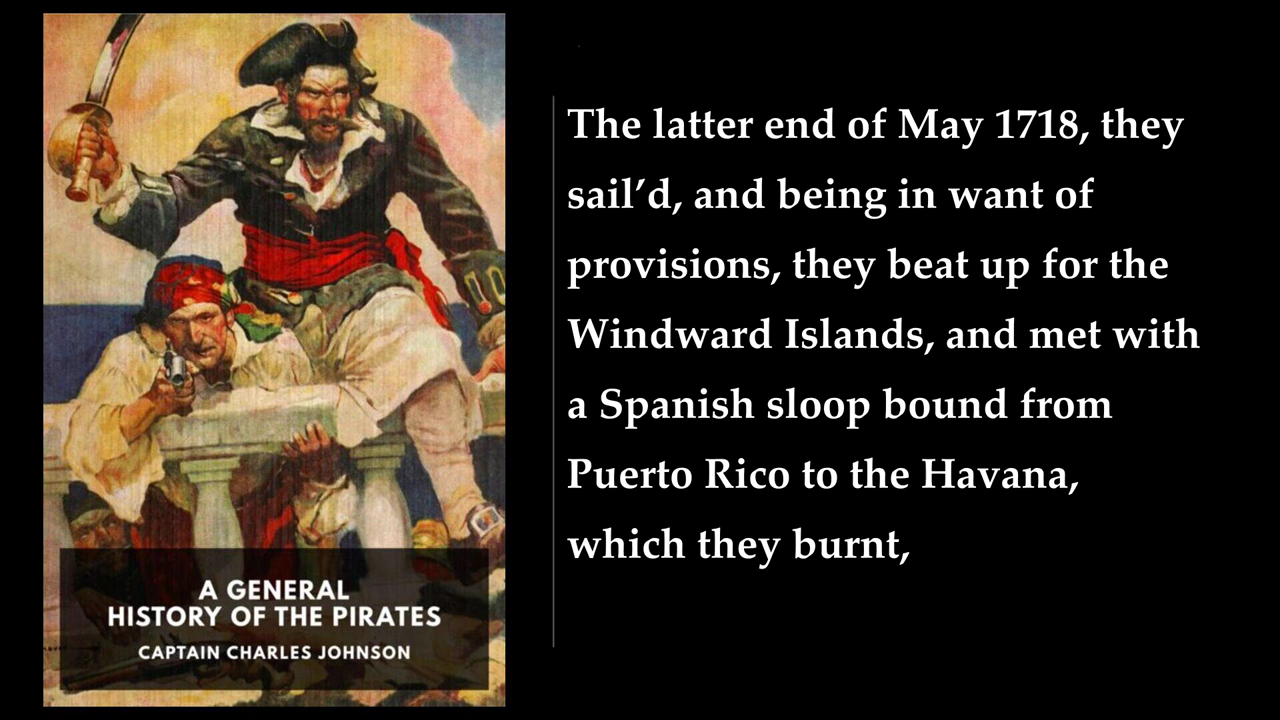 A GENERAL
HISTORY OF THE PIRATES
CAPTAIN CHARLES JOHNSON
The latter end of May 1718, they
sail’d, and being in want of
provisions, they beat up for the
Windward Islands, and met with
a Spanish sloop bound from
Puerto Rico to the Havana,
which they burnt,